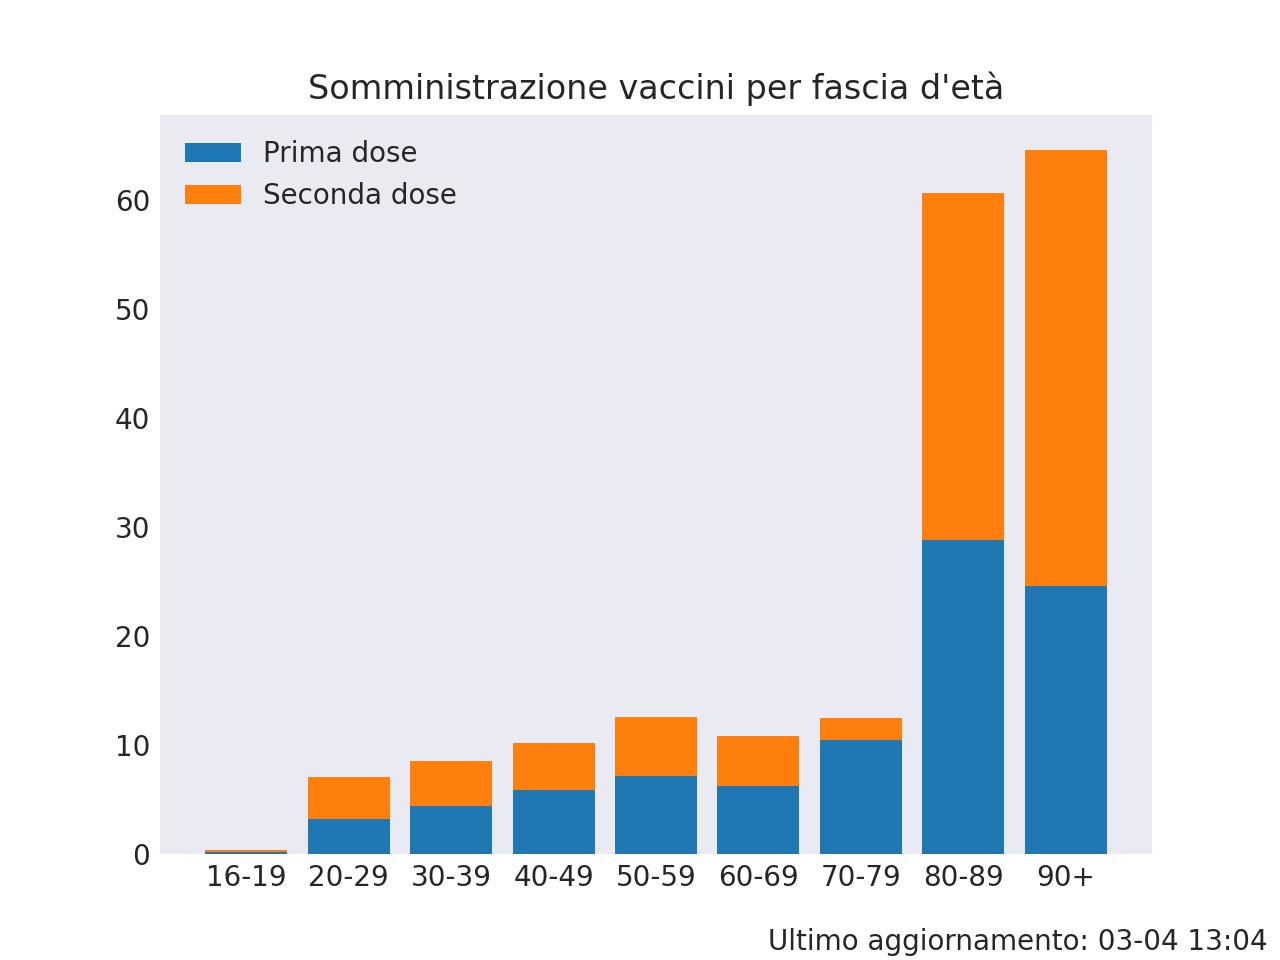 Somministrazione vaccini per fascia d'età
Prima dose
Seconda dose
60
50
40
30
20
10
0
16-19 20-29 30-39 40-49 50-59 60-69 70-79 80-89 90+
Ultimo aggiornamento: 03-04 13:04